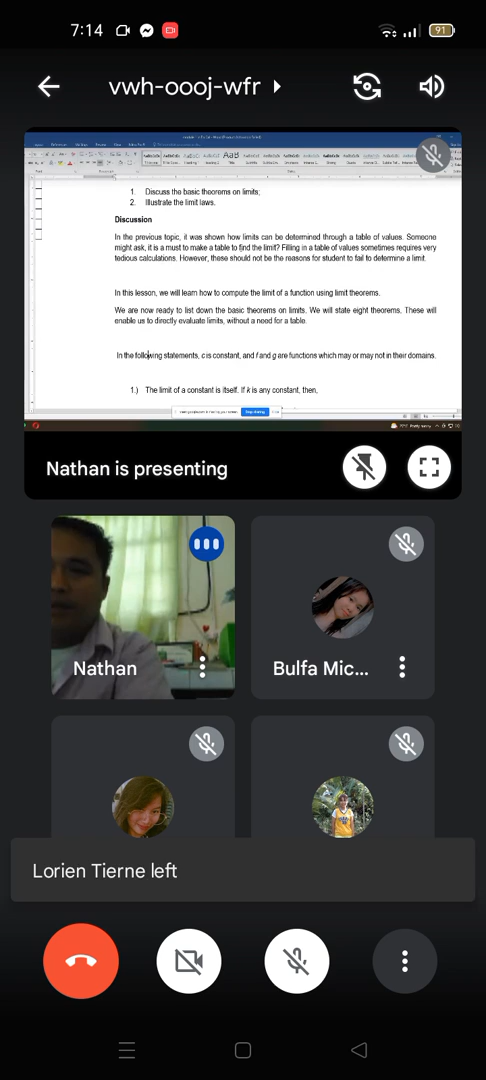 7:14
91
vwh-oooj-wfr
AaB
1. Discuss the basic theorems on limits;
2. Illustrate the limit laws.
Discussion
In the previous topic, it was shown how limits can be determined through a table of values. Someone
might ask, it is a must to make a table to find the limit? Filling in a table of values sometimes requires very
tedious calculations. However, these should not be the reasons for student to fail to determine a limit.
In this lesson, we will learn how to compute the limit of a function using limit theorems.
We are now ready to list down the basic theorems on limits. We will state eight theorems. These will
enable us to directly evaluate limits, without a need for a table.
In the following statements, c is constant, and f and g are functions which may or may not in their domains.
1.) The limit of a constant is itself. If k is any constant, then,
Stop sharing
Nathan is presenting
Nathan
Bulfa Mic...
Lorien Tierne left